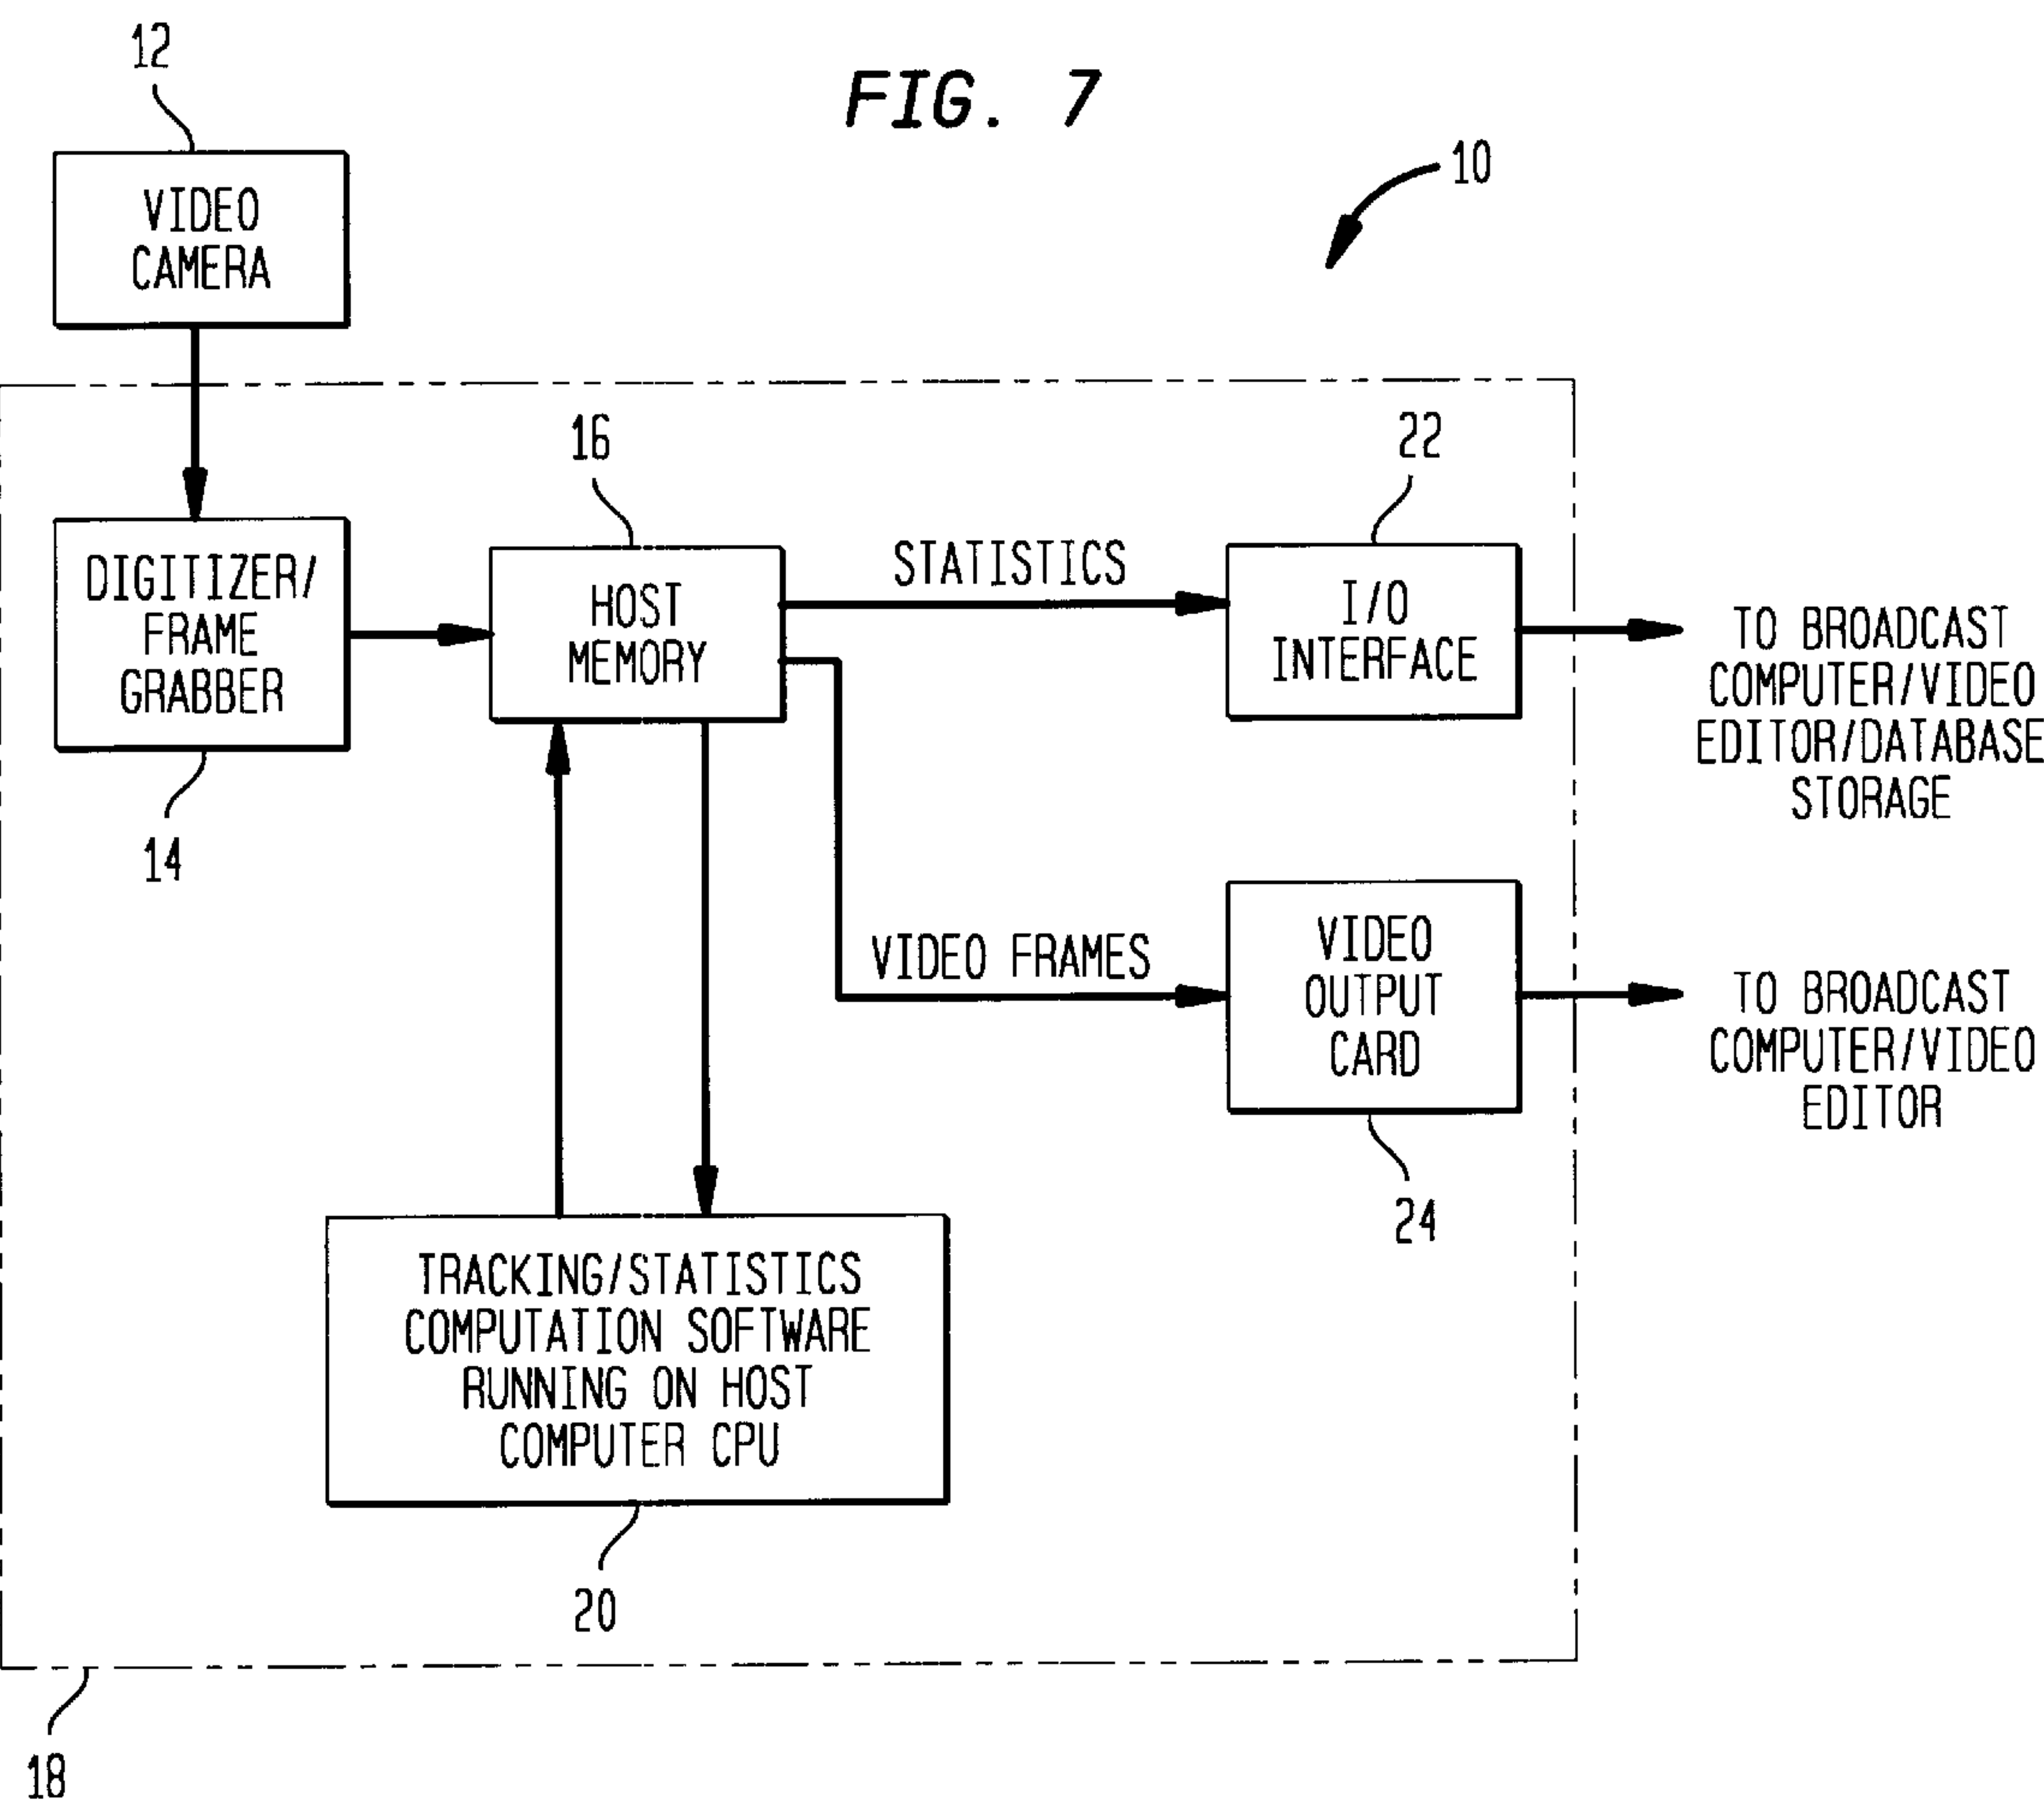 12
FIG. 7
10
VIDEO
CAMERA
16
22
DIGITIZER/
FRAME
GRABBER
HOST
MEMORY
STATISTICS
I/O
INTERFACE
TO BROADCAST
COMPUTER/VIDEO
EDITOR/DATABASE
STORAGE
14
VIDEO FRAMES
VIDEO
OUTPUT
CARD
TO BROADCAST
COMPUTER/VIDEO
EDITOR
24
TRACKING/STATISTICS
COMPUTATION SOFTWARE
RUNNING ON HOST
COMPUTER CPU
20
18